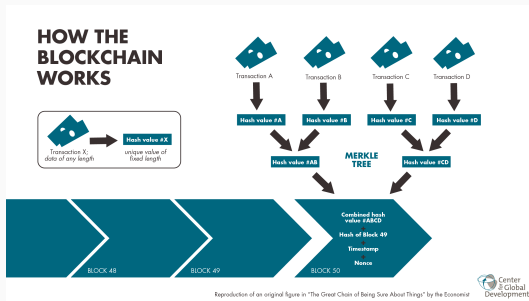 HOW THE
BLOCKCHAIN
WORKS
Transaction A
Transaction B
Transaction C
Transaction D
Hash value #A
Hash value #B
Hash value #C
Hash value #D
Transaction X;
data of any length
Hash value #X
unique value of
fixed length
Hash value #AB
MERKLE
TREE
Hash value #CD
Combined hash
value #ABCD
+
Hash of Block 49
+
Timestamp
+
Nonce
BLOCK 48
BLOCK 49
BLOCK 50
Reproduction of an original figure in "The Great Chain of Being Sure About Things" by the Economist
Center
for Global
Development